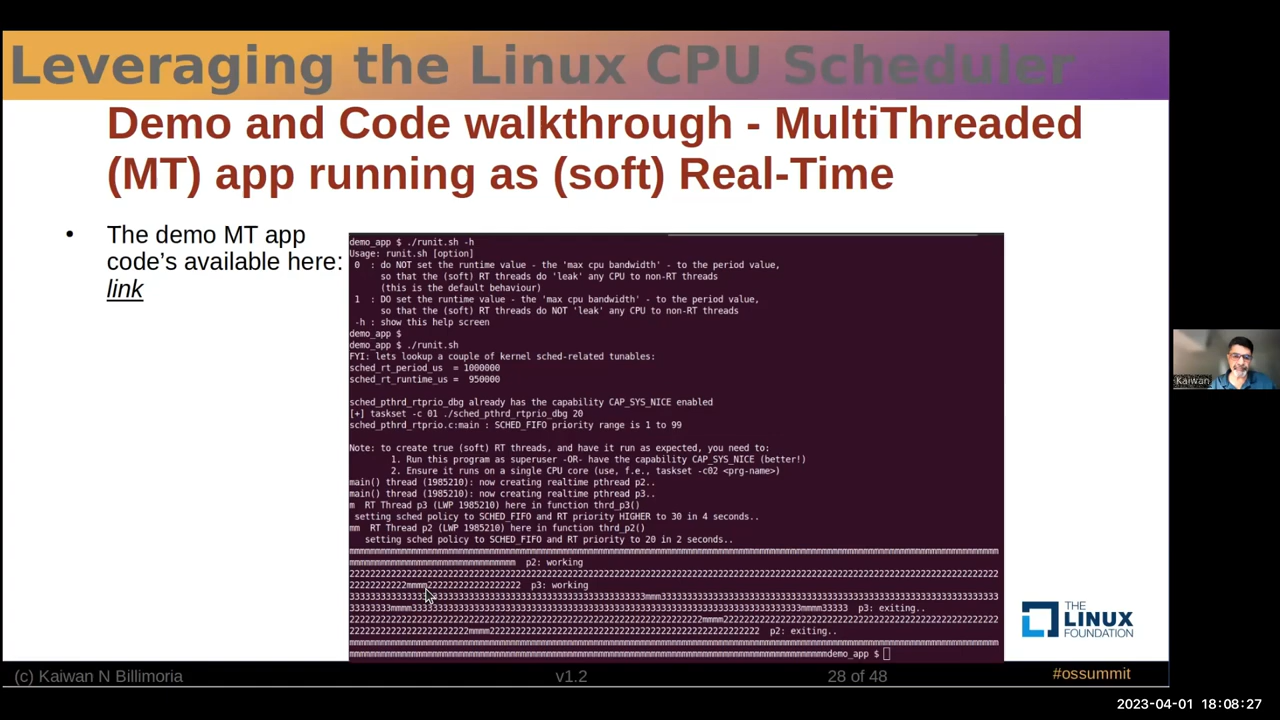 Leveraging the Linux CPU Scheduler
Demo and Code walkthrough - MultiThreaded
(MT) app running as (soft) Real-Time
• The demo MT app
code's available here:
link
demo_app $ ./runit.sh -h
Usage: runit.sh [option]
0 : do NOT set the runtime value - the 'max cpu bandwidth' - to the period value,
so that the (soft) RT threads do 'leak' any CPU to non-RT threads
(this is the default behaviour)
1 : DO set the runtime value - the 'max cpu bandwidth' - to the period value,
so that the (soft) RT threads do NOT 'leak' any CPU to non-RT threads
-h : show this help screen
demo_app $
demo_app $ ./runit.sh
FYI: lets lookup a couple of kernel sched-related tunables:
sched_rt_period_us = 1000000
sched_rt_runtime_us = 950000
sched_pthrd_rtprio_dbg already has the capability CAP_SYS_NICE enabled
[+] taskset -c 01 ./sched_pthrd_rtprio_dbg 20
sched_pthrd_rtprio.c:main : SCHED_FIFO priority range is 1 to 99
Note: to create true (soft) RT threads, and have it run as expected, you need to:
1. Run this program as superuser -OR- have the capability CAP_SYS_NICE (better!)
2. Ensure it runs on a single CPU core (use, f.e., taskset -c02 <prg-name>)
main() thread (1985210): now creating realtime pthread p2..
main() thread (1985210): now creating realtime pthread p3..
m RT Thread p3 (LWP 1985210) here in function thrd_p3()
setting sched policy to SCHED_FIFO and RT priority HIGHER to 30 in 4 seconds..
mm RT Thread p2 (LWP 1985210) here in function thrd_p2()
setting sched policy to SCHED_FIFO and RT priority to 20 in 2 seconds..
p2: working
p3: working
p3: exiting..
p2: exiting..
demo_app $
THE
LINUX
FOUNDATION
Kaiwan
(c) Kaiwan N Billimoria
v1.2
28 of 48
#ossummit
2023-04-01 18:08:27